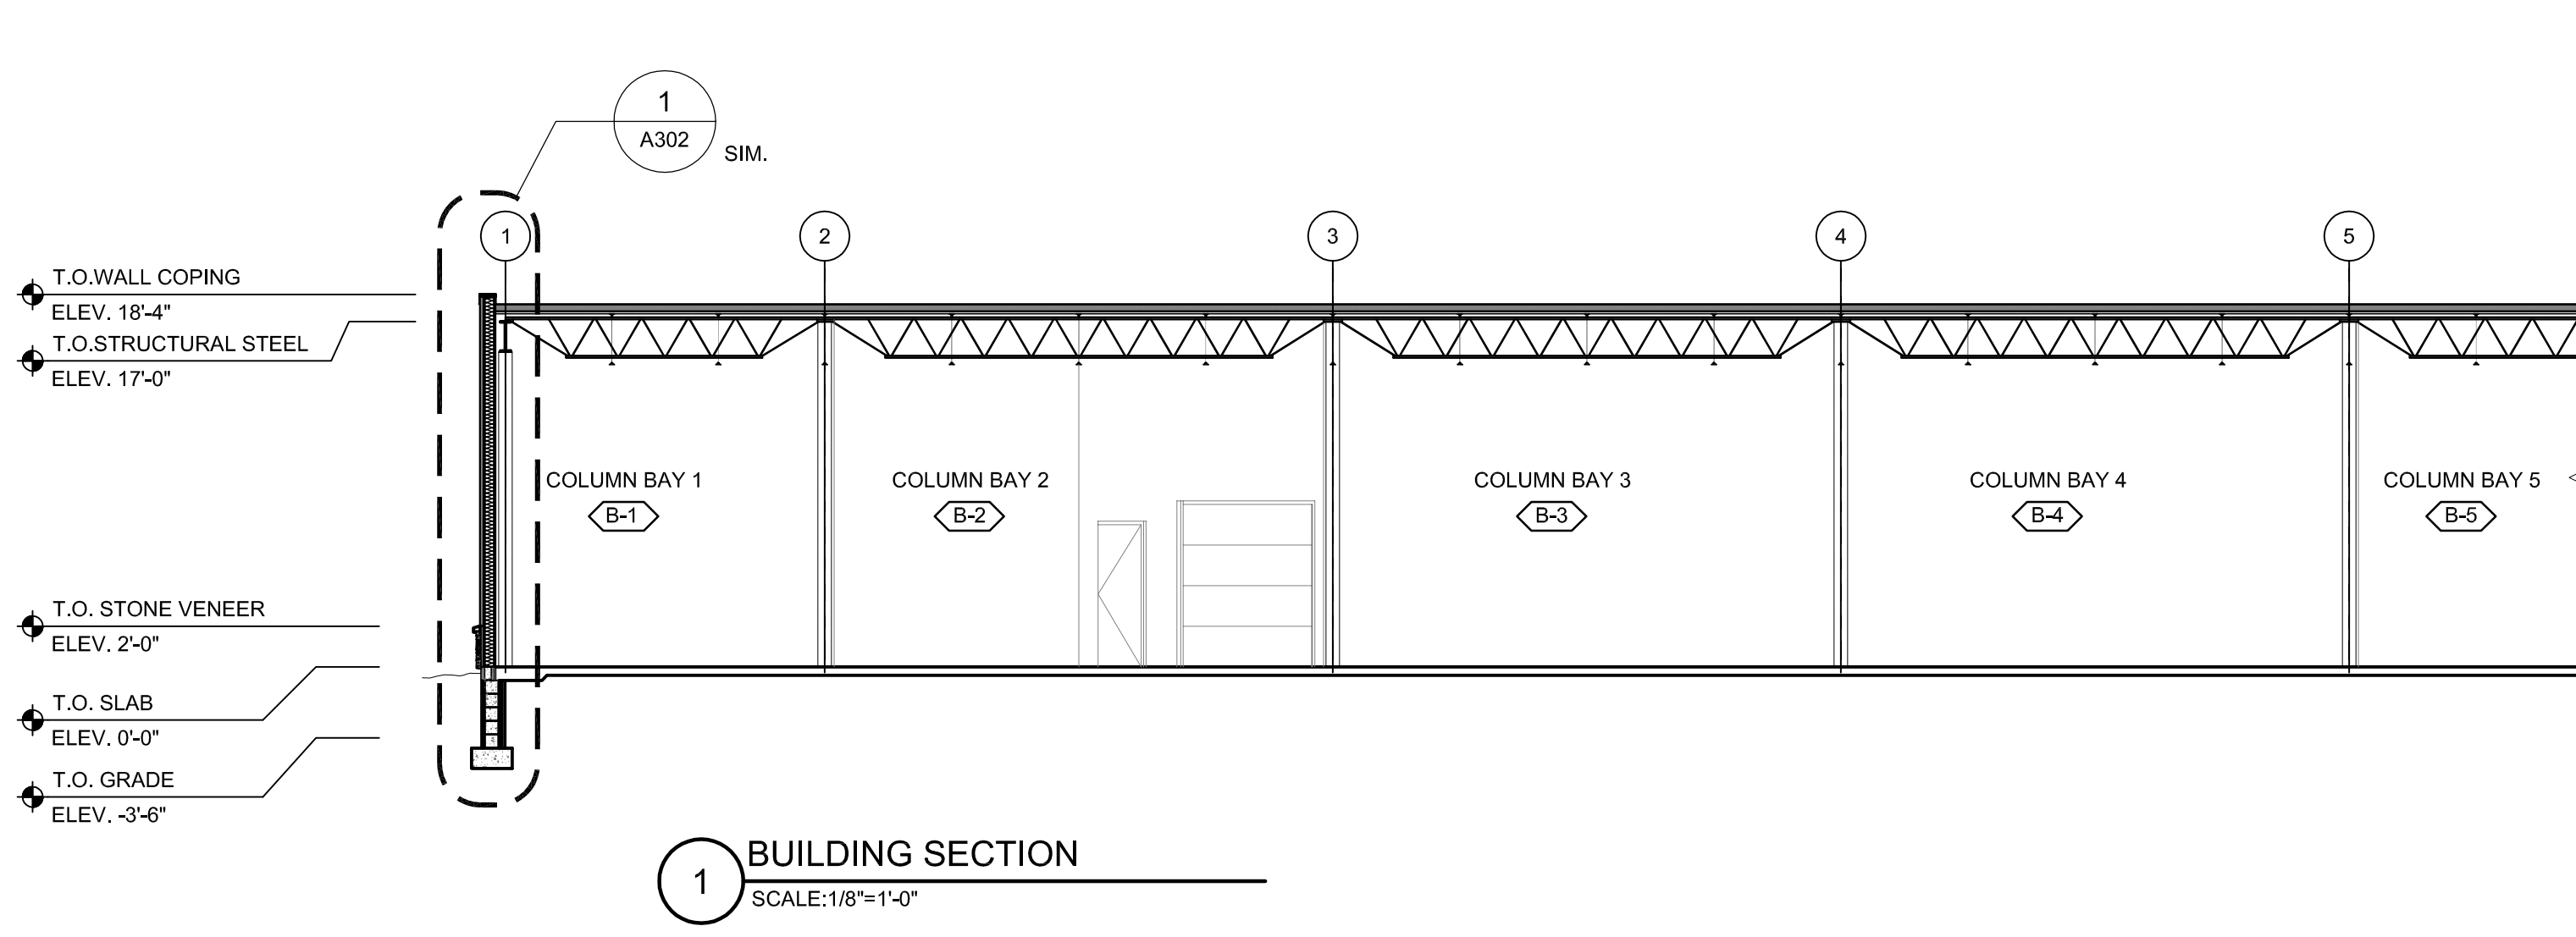 1
A302
SIM.
1
2
3
4
5
T.O.WALL COPING
ELEV. 18'-4"
T.O.STRUCTURAL STEEL
ELEV. 17'-0"
COLUMN BAY 1
B-1
COLUMN BAY 2
B-2
COLUMN BAY 3
B-3
COLUMN BAY 4
B-4
COLUMN BAY 5
B-5
T.O. STONE VENEER
ELEV. 2'-0"
T.O. SLAB
ELEV. 0'-0"
T.O. GRADE
ELEV. -3'-6"
1
BUILDING SECTION
SCALE:1/8"=1'-0"